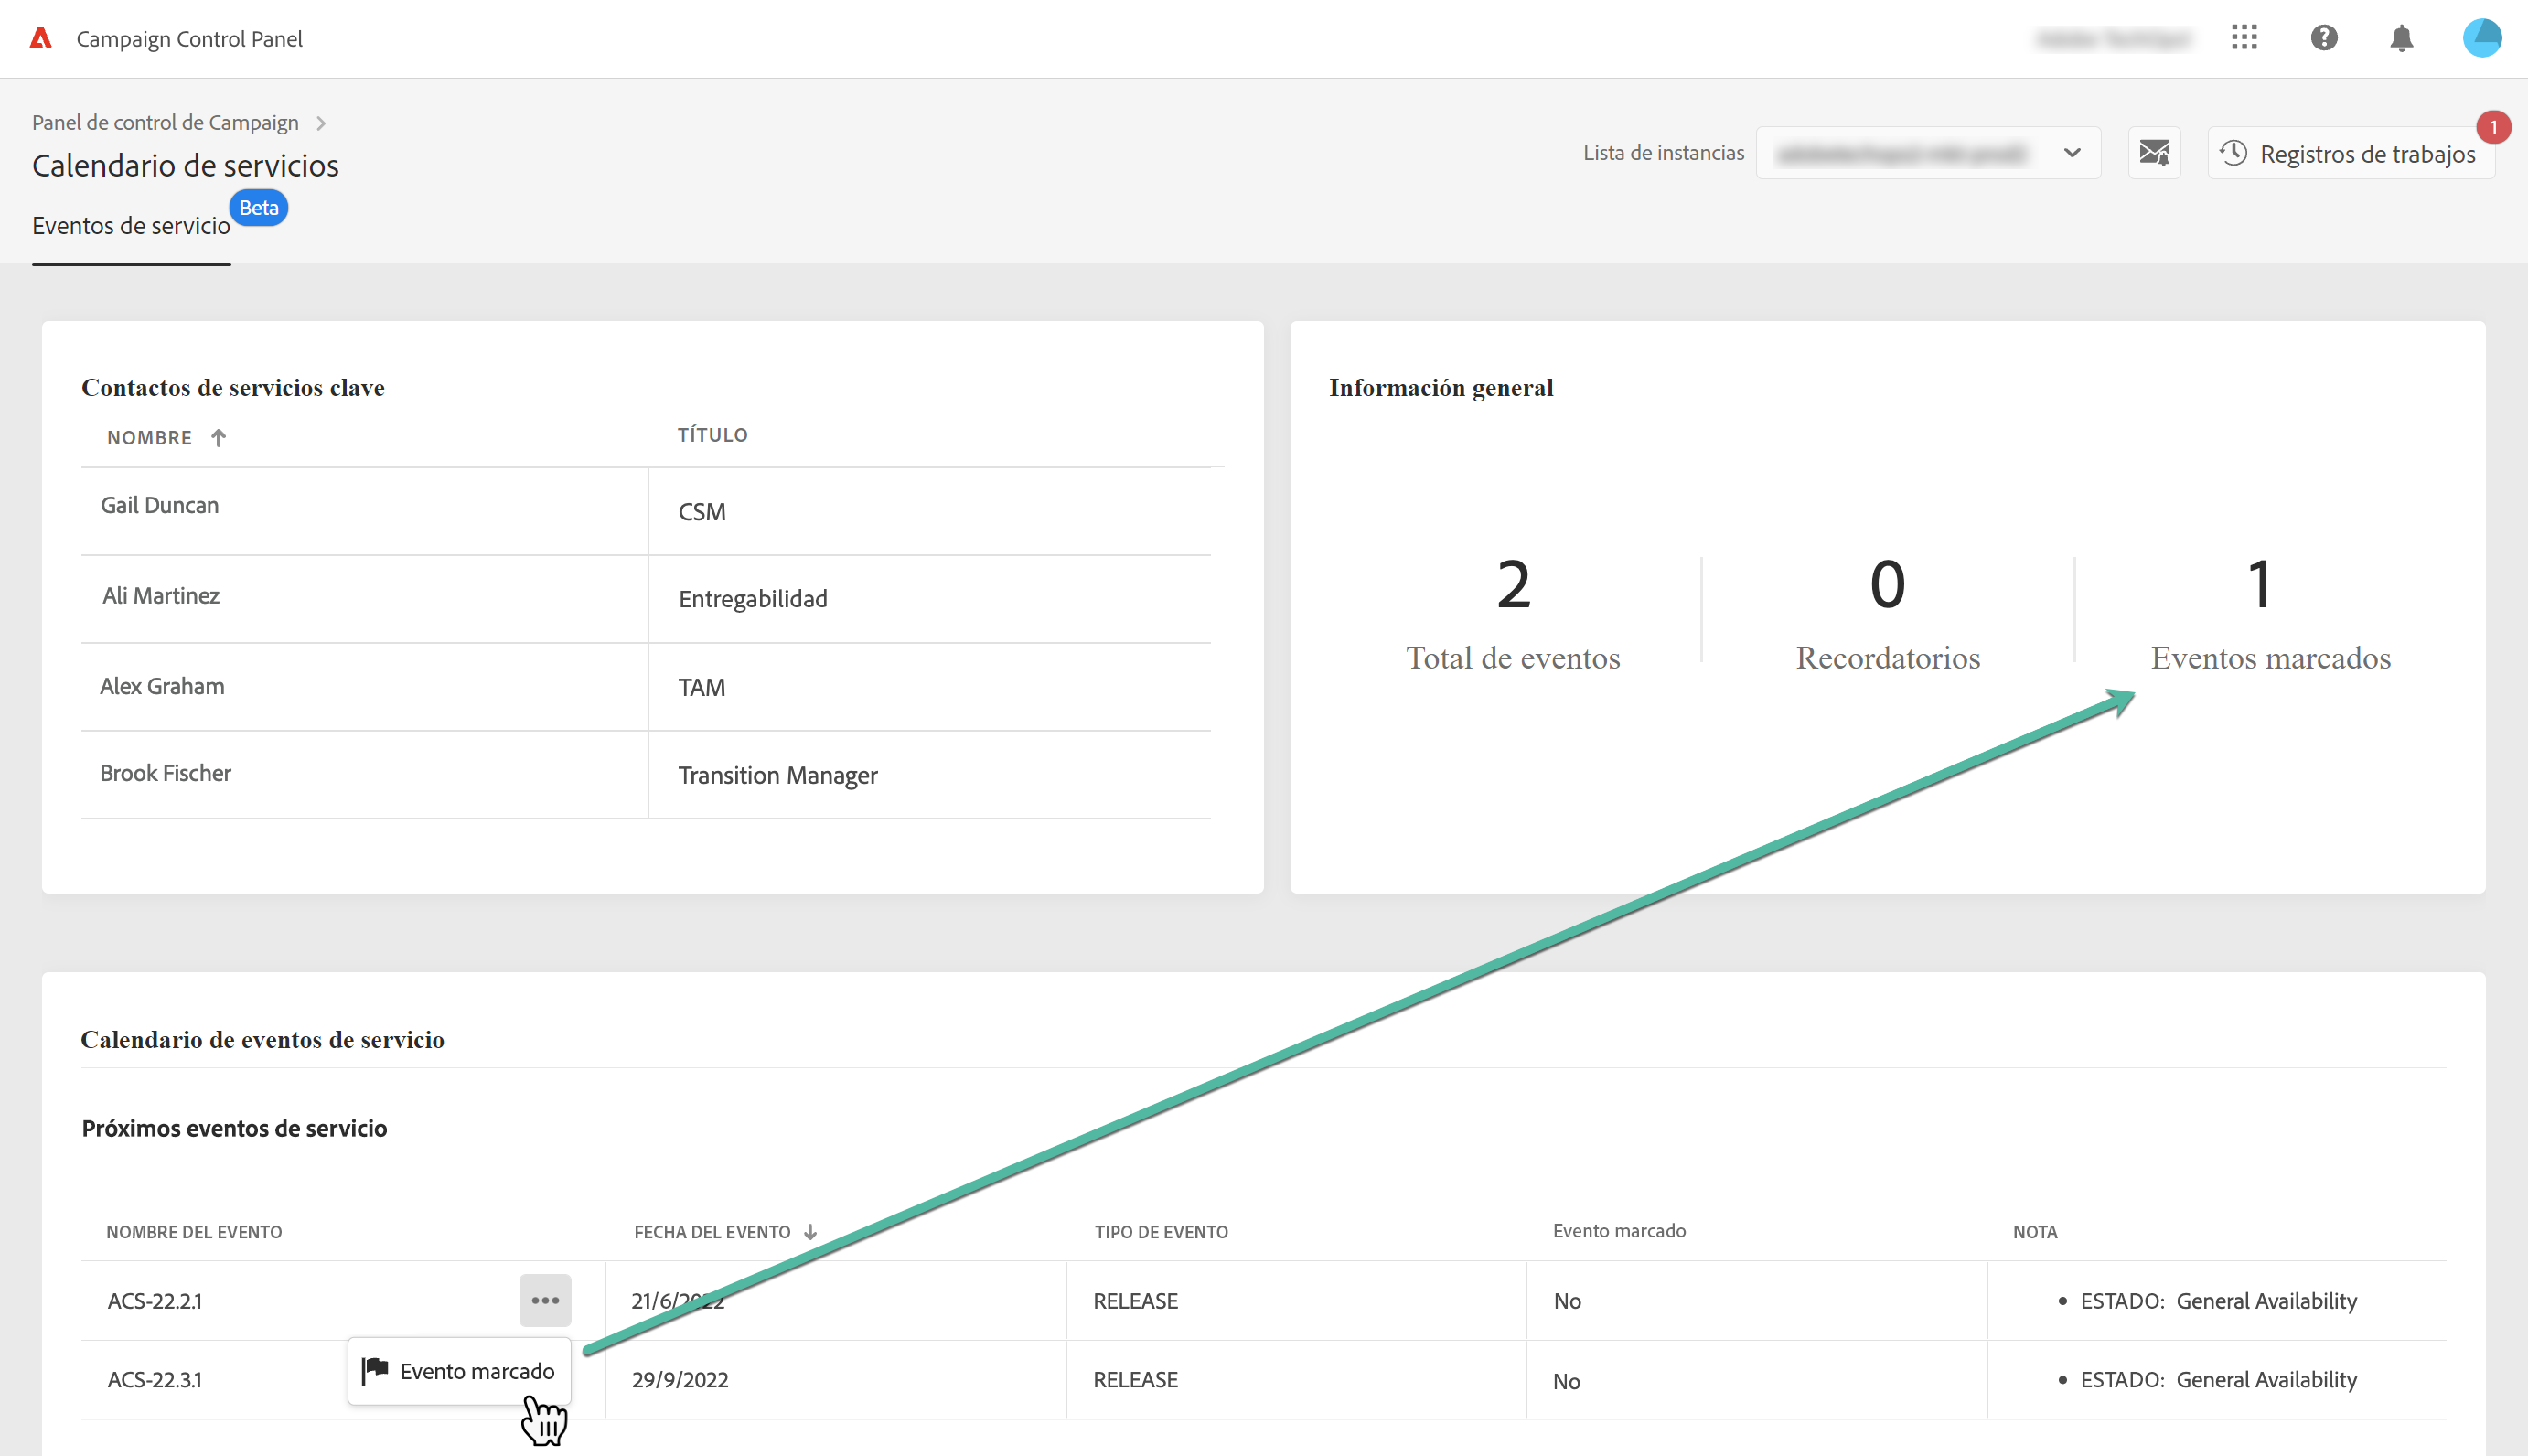 Campaign Control Panel
Panel de control de Campaign
Calendario de servicios
Lista de instancias
Registros de trabajos
1
Eventos de servicio
Beta
Contactos de servicios clave
NOMBRE TÍTULO
Gail Duncan CSM
Ali Martinez Entregabilidad
Alex Graham TAM
Brook Fischer Transition Manager
Información general
2 0 1
Total de eventos Recordatorios Eventos marcados
Calendario de eventos de servicio
Próximos eventos de servicio
NOMBRE DEL EVENTO FECHA DEL EVENTO TIPO DE EVENTO Evento marcado NOTA
ACS-22.2.1 21/6/2022 RELEASE No • ESTADO: General Availability
Evento marcado
ACS-22.3.1 29/9/2022 RELEASE No • ESTADO: General Availability